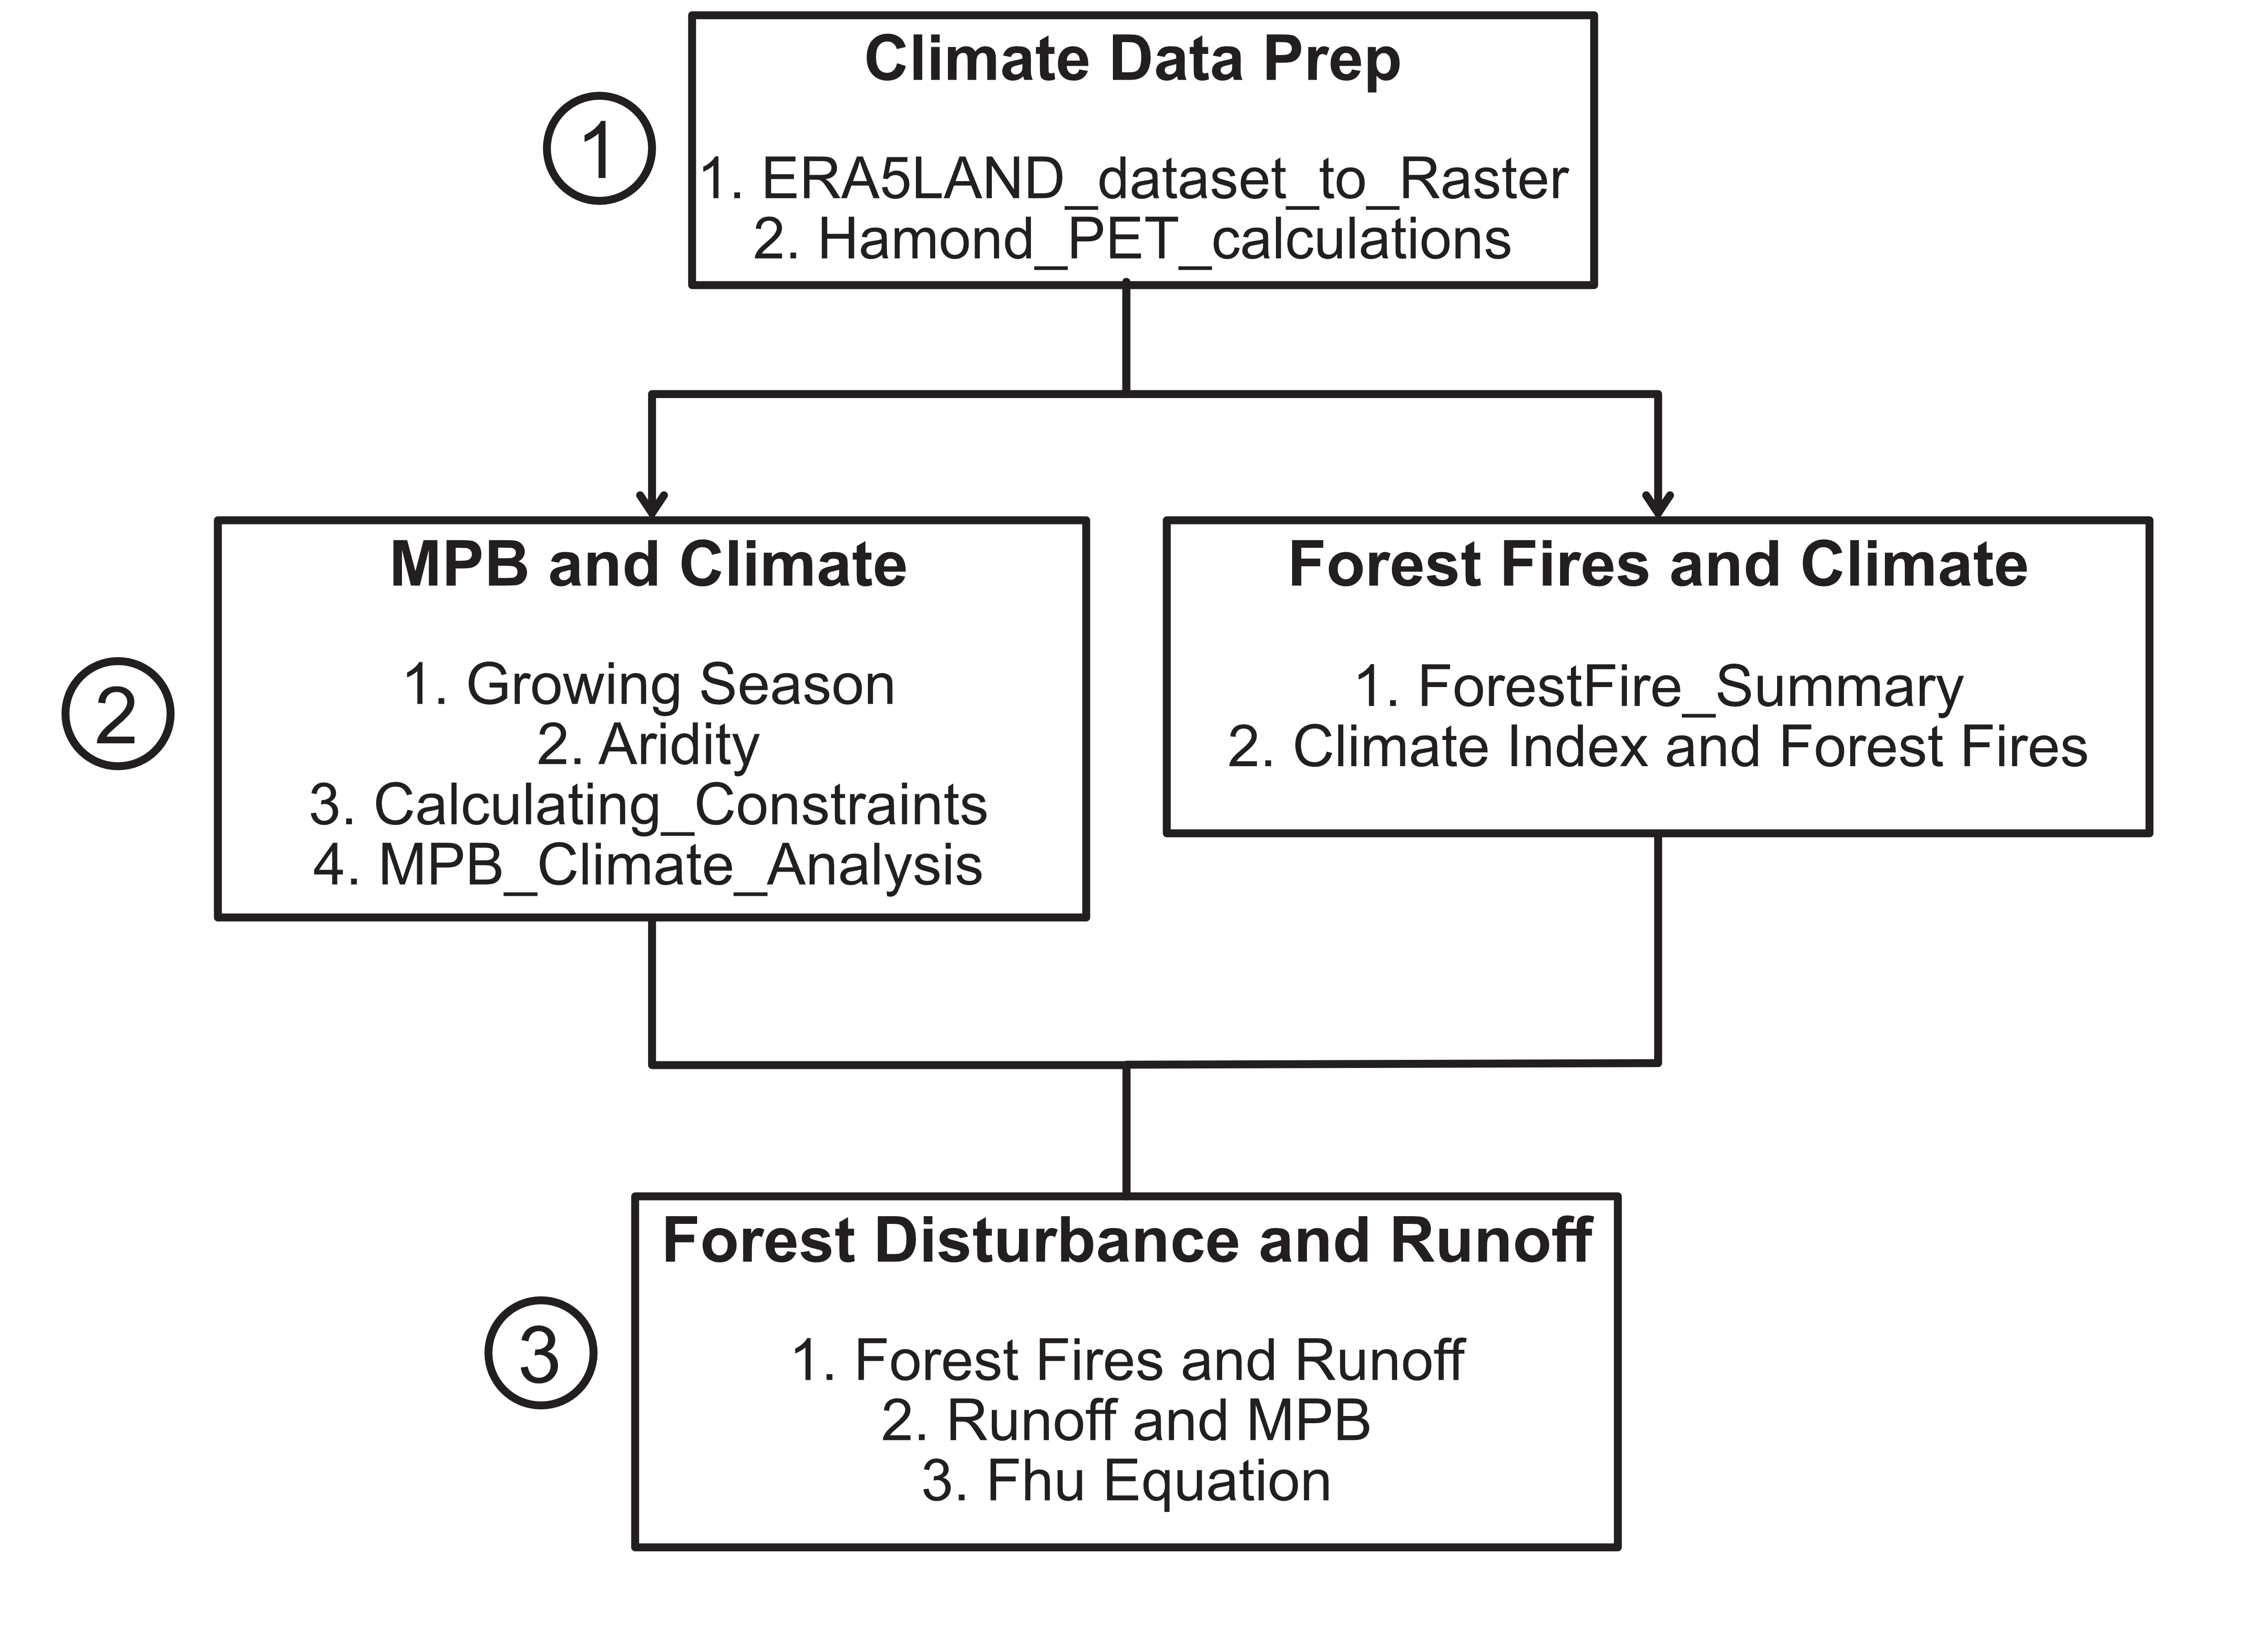 Climate Data Prep
1
1. ERA5LAND_dataset_to_Raster
2. Hamond_PET_calculations
MPB and Climate
2
1. Growing Season
2. Aridity
3. Calculating_Constraints
4. MPB_Climate_Analysis
Forest Fires and Climate
1. ForestFire_Summary
2. Climate Index and Forest Fires
Forest Disturbance and Runoff
3
1. Forest Fires and Runoff
2. Runoff and MPB
3. Fhu Equation